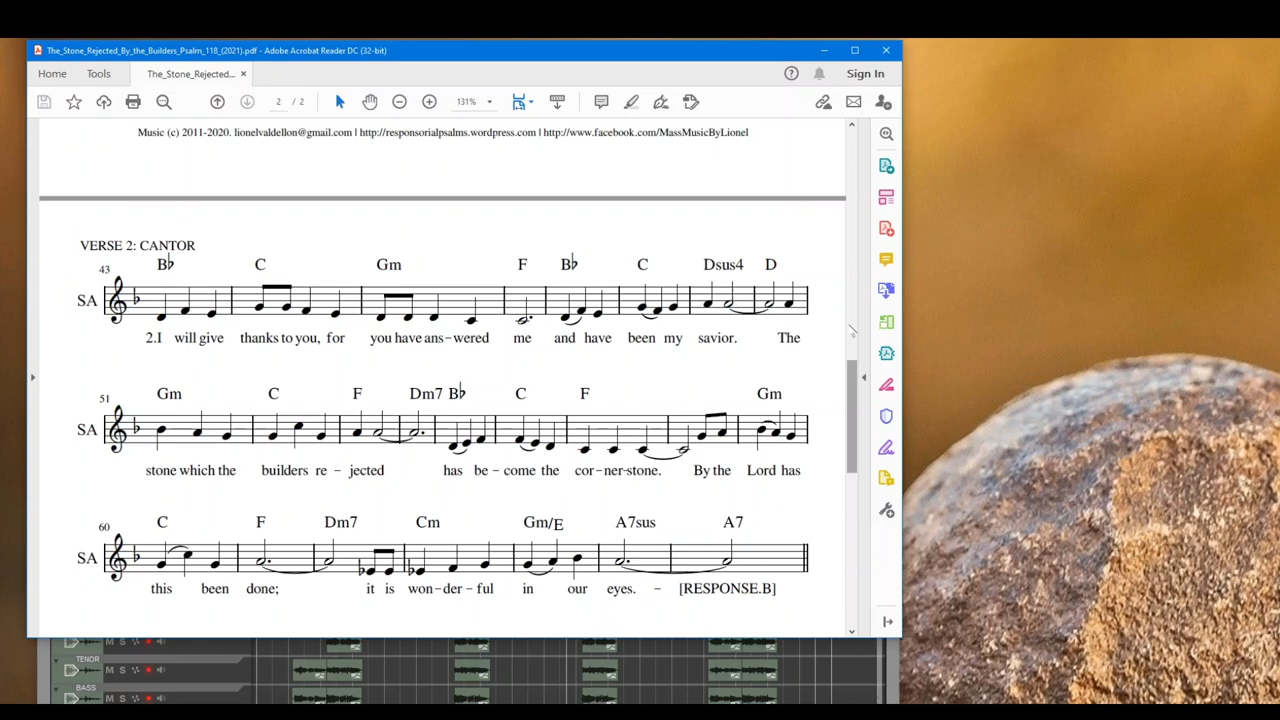 The_Stone_Rejected_By_the_Builders_Psalm_118_(2021).pdf - Adobe Acrobat Reader DC (32-bit)
Home Tools The_Stone_Rejected... × Sign In
2 / 2 131%
Music (c) 2011-2020. lionelvaldellon@gmail.com | http://responsorialpsalms.wordpress.com | http://www.facebook.com/MassMusicByLionel
VERSE 2: CANTOR
43 B♭ C Gm F B♭ C Dsus4 D
SA
2.I will give thanks to you, for you have ans-wered me and have been my savior. The
51 Gm C F Dm7 B♭ C F Gm
SA
stone which the builders re - jected has be - come the cor-ner-stone. By the Lord has
60 C F Dm7 Cm Gm/E A7sus A7
SA
this been done; it is won-der-ful in our eyes. - [RESPONSE.B]
M S
TENOR
M S
BASS
M S